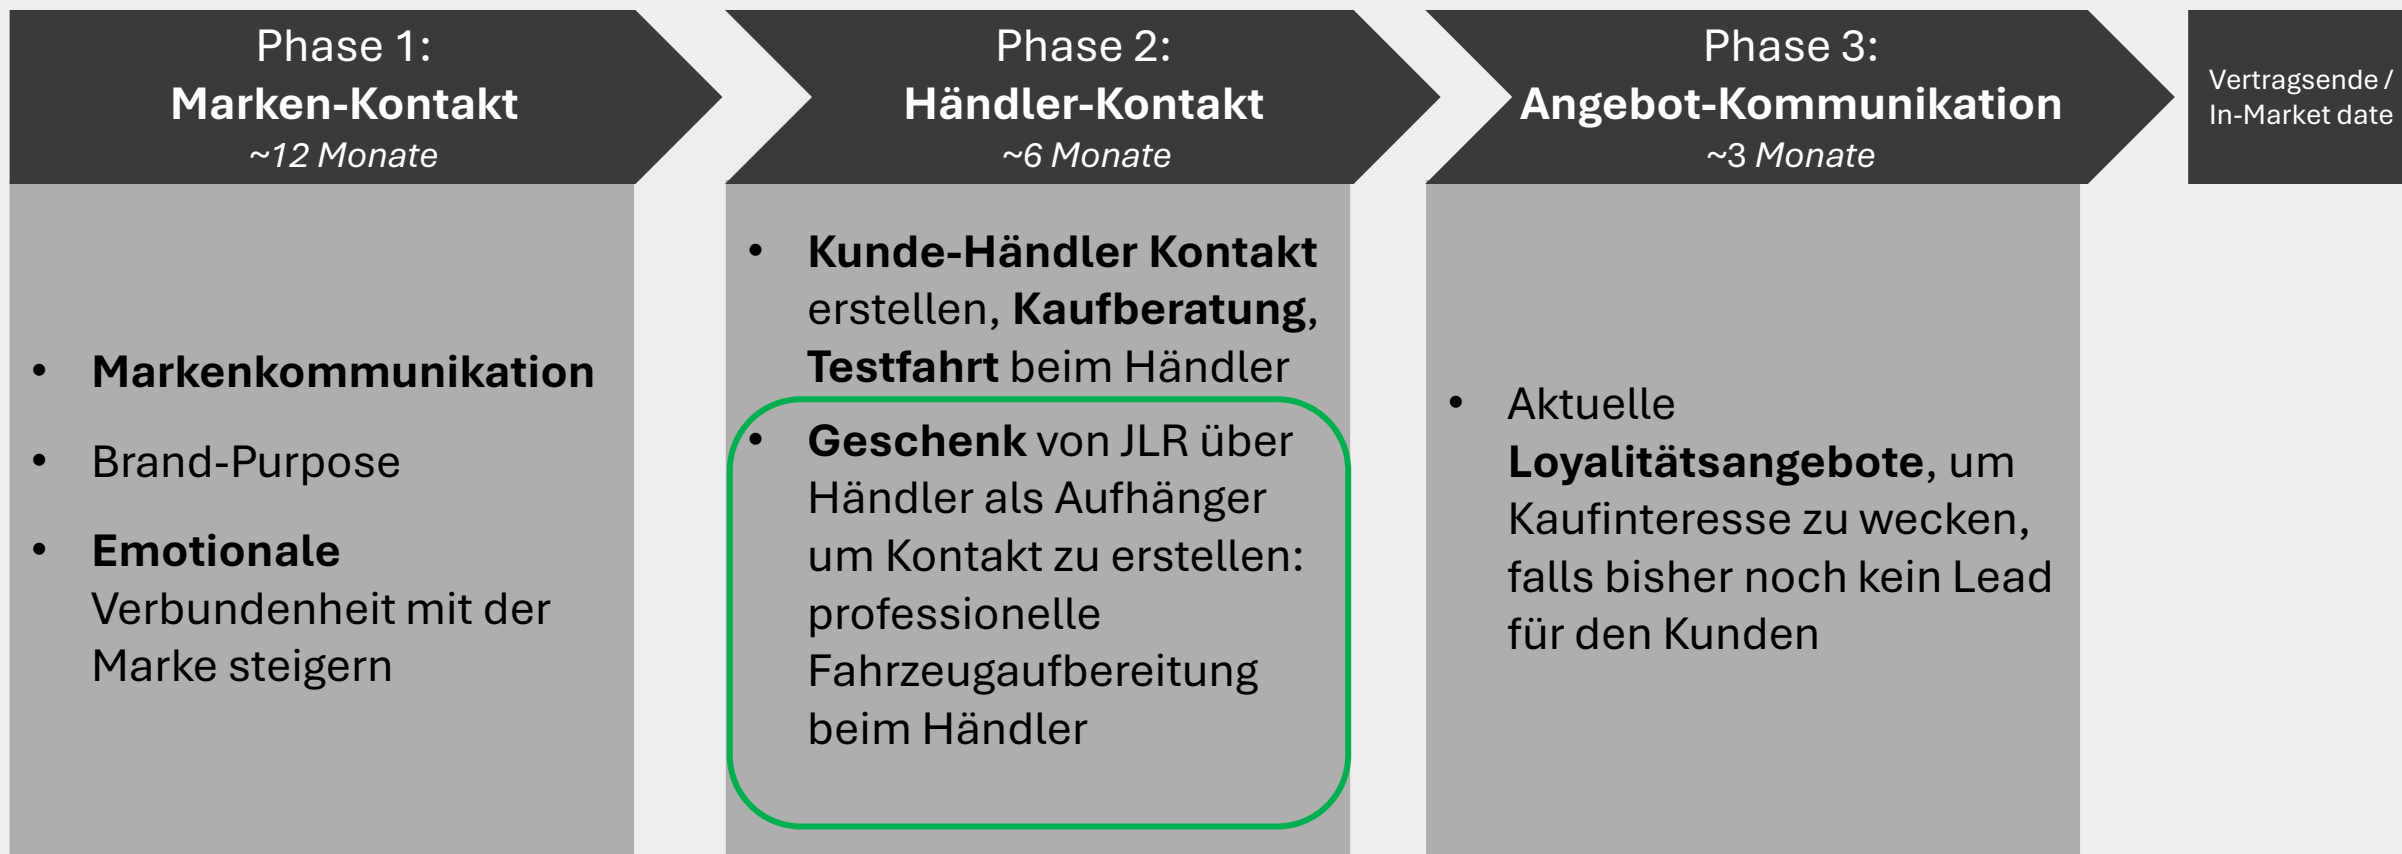 Phase 1:
Marken-Kontakt
~12 Monate
• Markenkommunikation
• Brand-Purpose
• Emotionale
Verbundenheit mit der
Marke steigern
Phase 2:
Händler-Kontakt
~6 Monate
• Kunde-Händler Kontakt
erstellen, Kaufberatung,
Testfahrt beim Händler
• Geschenk von JLR über
Händler als Aufhänger
um Kontakt zu erstellen:
professionelle
Fahrzeugaufbereitung
beim Händler
Phase 3:
Angebot-Kommunikation
~3 Monate
• Aktuelle
Loyalitätsangebote, um
Kaufinteresse zu wecken,
falls bisher noch kein Lead
für den Kunden
Vertragsende /
In-Market date